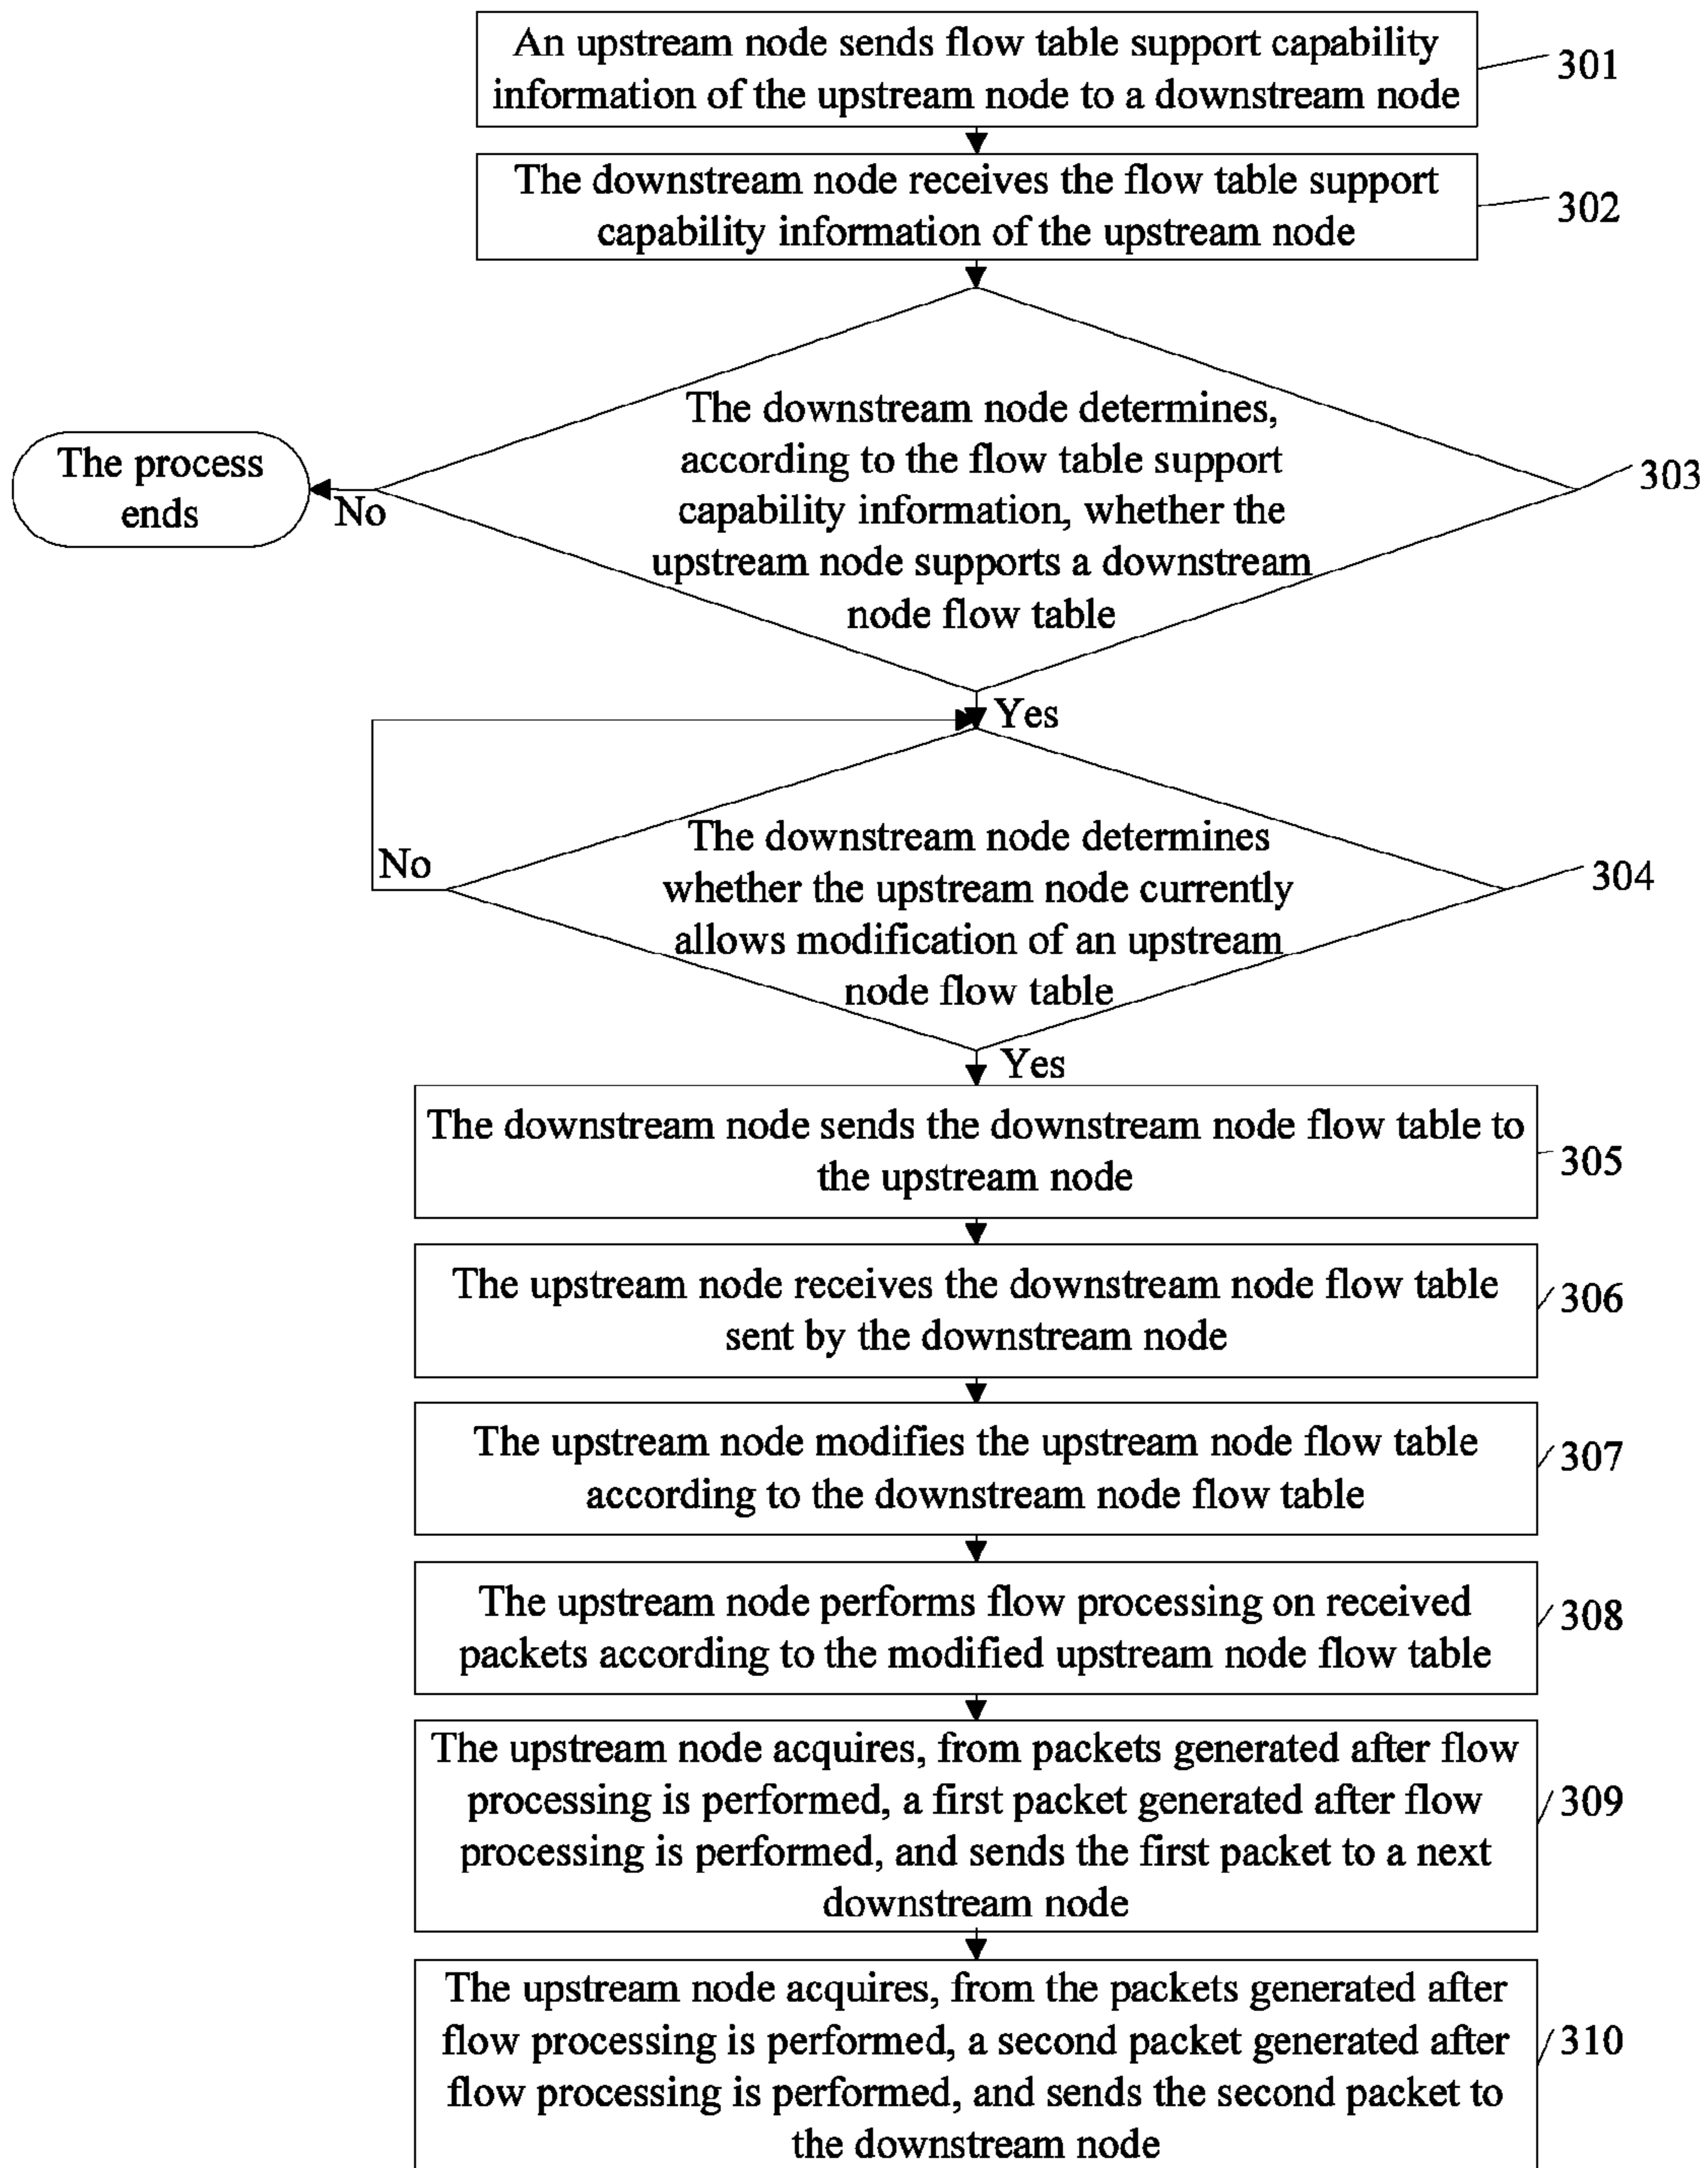 An upstream node sends flow table support capability
information of the upstream node to a downstream node
301
The downstream node receives the flow table support
capability information of the upstream node
302
The downstream node determines,
according to the flow table support
capability information, whether the
upstream node supports a downstream
node flow table
303
The process
ends
No
Yes
The downstream node determines
whether the upstream node currently
allows modification of an upstream
node flow table
304
No
Yes
The downstream node sends the downstream node flow table to
the upstream node
305
The upstream node receives the downstream node flow table
sent by the downstream node
306
The upstream node modifies the upstream node flow table
according to the downstream node flow table
307
The upstream node performs flow processing on received
packets according to the modified upstream node flow table
308
The upstream node acquires, from packets generated after flow
processing is performed, a first packet generated after flow
processing is performed, and sends the first packet to a next
downstream node
309
The upstream node acquires, from the packets generated after
flow processing is performed, a second packet generated after
flow processing is performed, and sends the second packet to
the downstream node
310